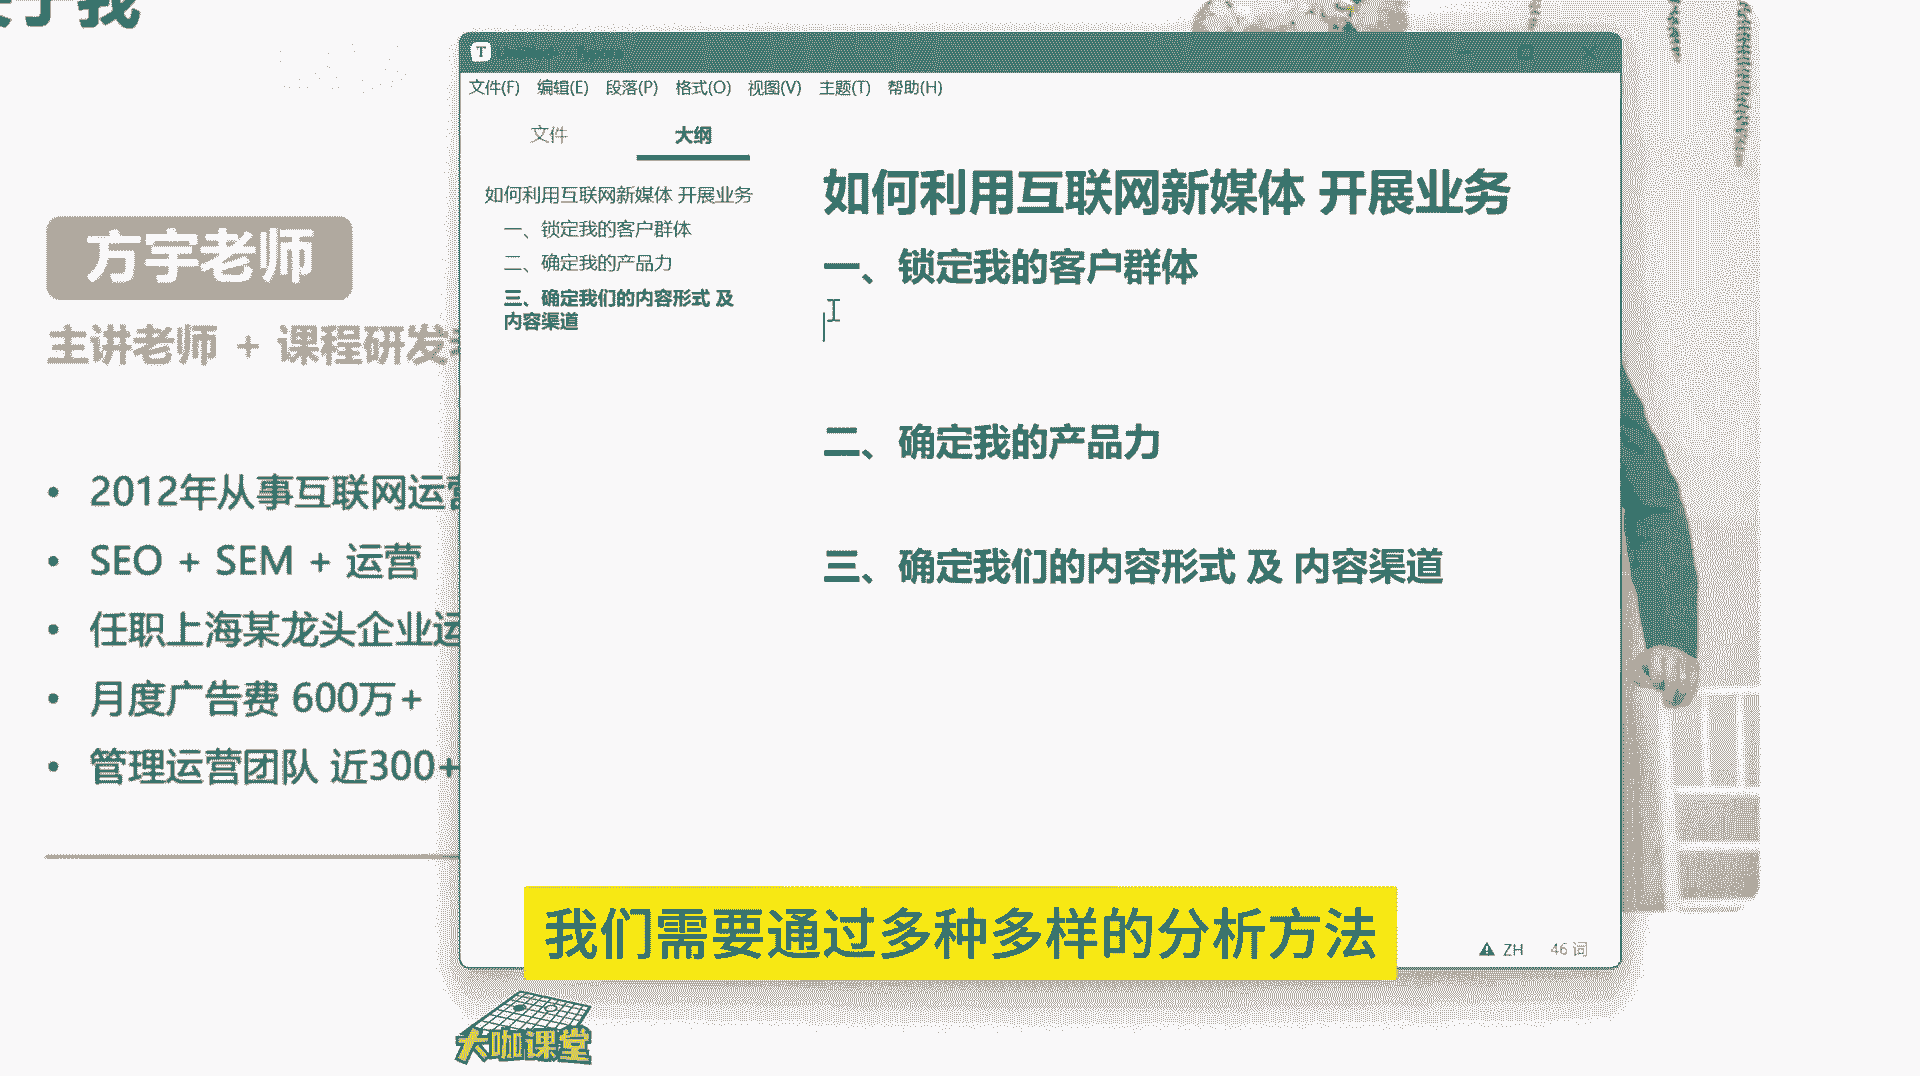 方宇老师
主讲老师 + 课程研发
2012年从事互联网运营
SEO + SEM + 运营
任职上海某龙头企业运
月度广告费 600万+
管理运营团队 近300+
T
文件(F) 编辑(E) 段落(P) 格式(O) 视图(V) 主题(T) 帮助(H)
文件 大纲
如何利用互联网新媒体 开展业务
一、锁定我的客户群体
二、确定我的产品力
三、确定我们的内容形式 及
内容渠道
如何利用互联网新媒体 开展业务
一、锁定我的客户群体
二、确定我的产品力
三、确定我们的内容形式 及 内容渠道
ZH 46 词
我们需要通过多种多样的分析方法
大咖课堂